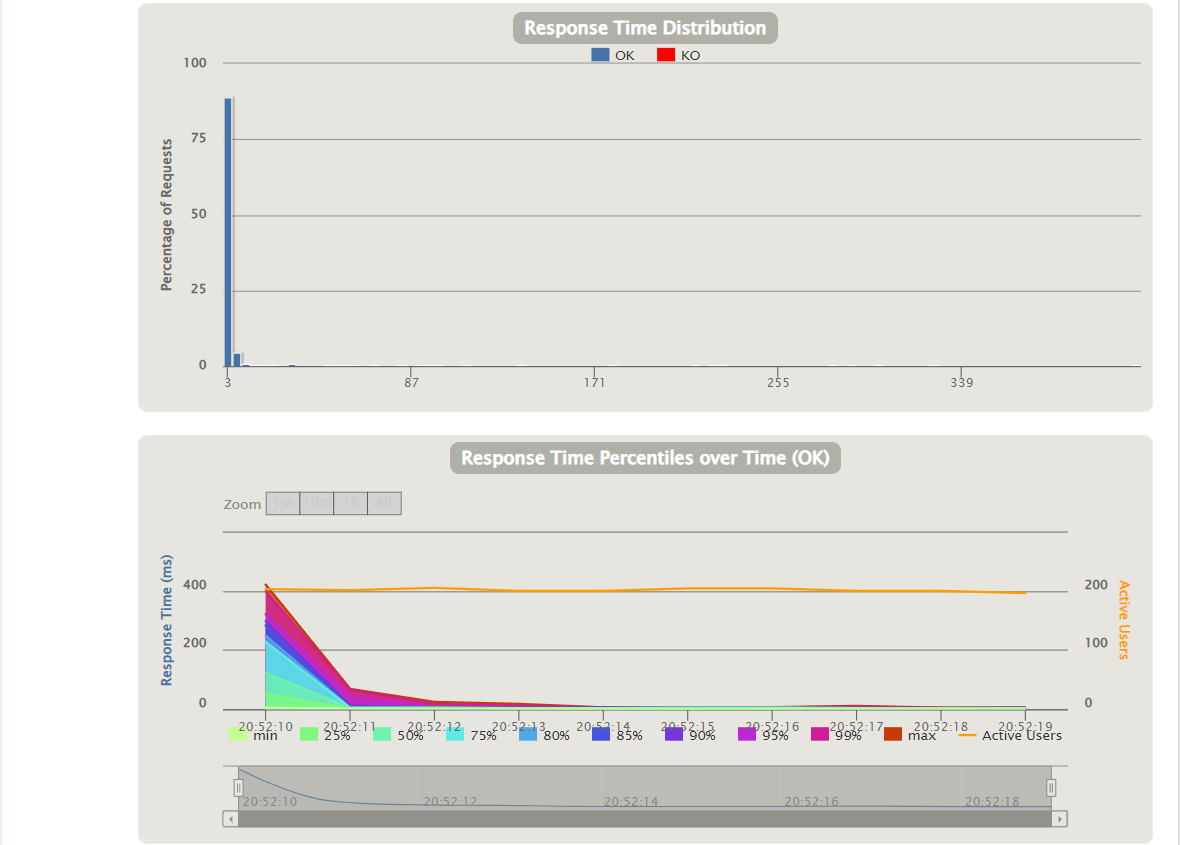 Response Time Distribution
OK KO
Percentage of Requests
100
75
50
25
0
3 87 171 255 339
Response Time Percentiles over Time (OK)
Zoom 1m 10m 1h All
Response Time (ms)
Active Users
400 200
200 100
0 0
20:52:10 20:52:11 20:52:12 20:52:13 20:52:14 20:52:15 20:52:16 20:52:17 20:52:18 20:52:19
min 25% 50% 75% 80% 85% 90% 95% 99% max Active Users
20:52:10 20:52:12 20:52:14 20:52:16 20:52:18